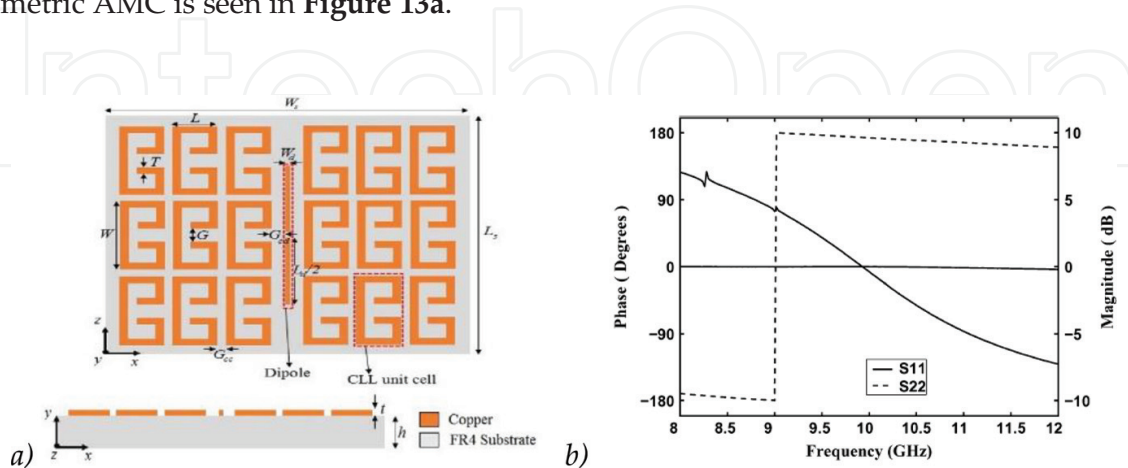 metric AMC is seen in Figure 13a.
IntechOpen
Ws
L
T
Wd
W
G
Gcd
Ld/2
Ls
z
y x
Gcc
Dipole
CLL unit cell
y
z x
t
h
Copper
FR4 Substrate
a)
180
90
0
−90
−180
Phase ( Degrees )
10
5
0
−5
−10
Magnitude ( dB )
S11
S22
8 8.5 9 9.5 10 10.5 11 11.5 12
Frequency (GHz)
b)